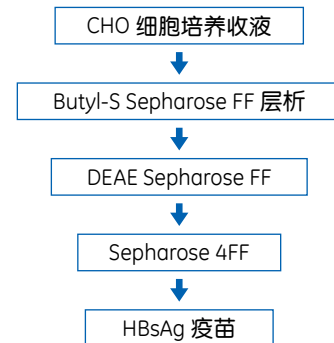 CHO 细胞培养收液
Butyl-S Sepharose FF 层析
DEAE Sepharose FF
Sepharose 4FF
HBsAg 疫苗